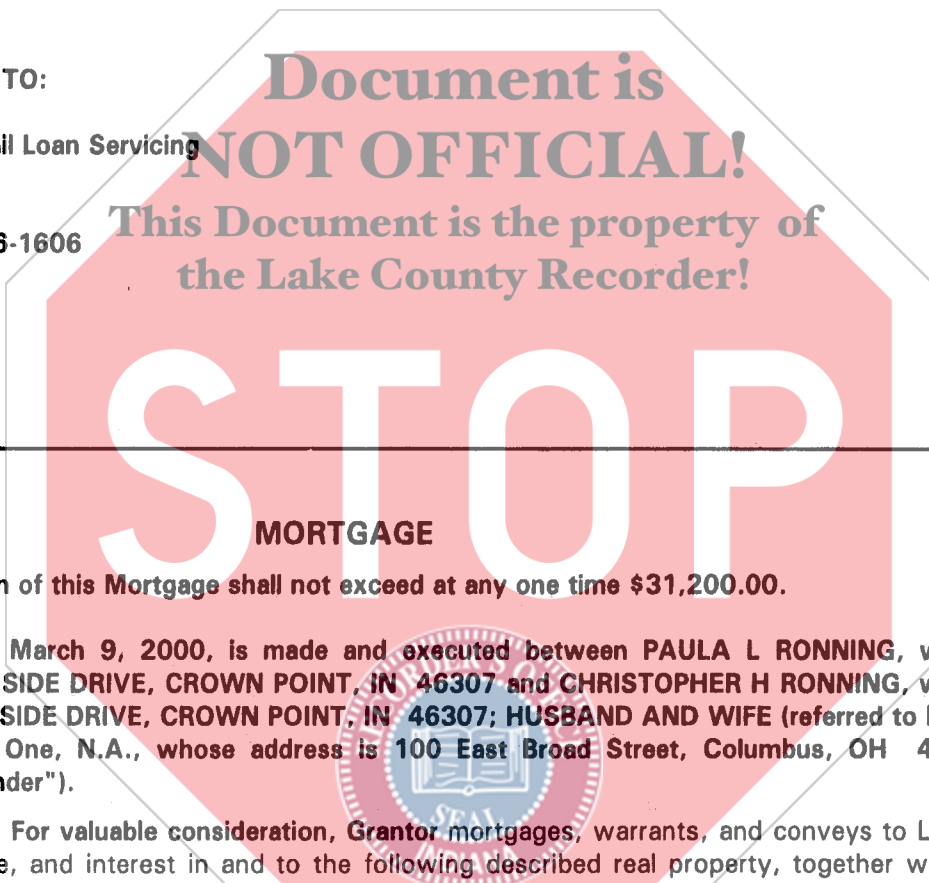 TO:
Document is
Loan Servicing
NOT OFFICIAL!
-1606
This Document is the property of
the Lake County Recorder!
STOP
MORTGAGE
of this Mortgage shall not exceed at any one time $31,200.00.
March 9, 2000, is made and executed between PAULA L RONNING,
SIDE DRIVE, CROWN POINT, IN 46307 and CHRISTOPHER H RONNING,
SIDE DRIVE, CROWN POINT, IN 46307; HUSBAND AND WIFE (referred to
One, N.A., whose address is 100 East Broad Street, Columbus, OH 4
nder").
For valuable consideration, Grantor mortgages, warrants, and conveys to L
, and interest in and to the following described real property, together w
SEAL